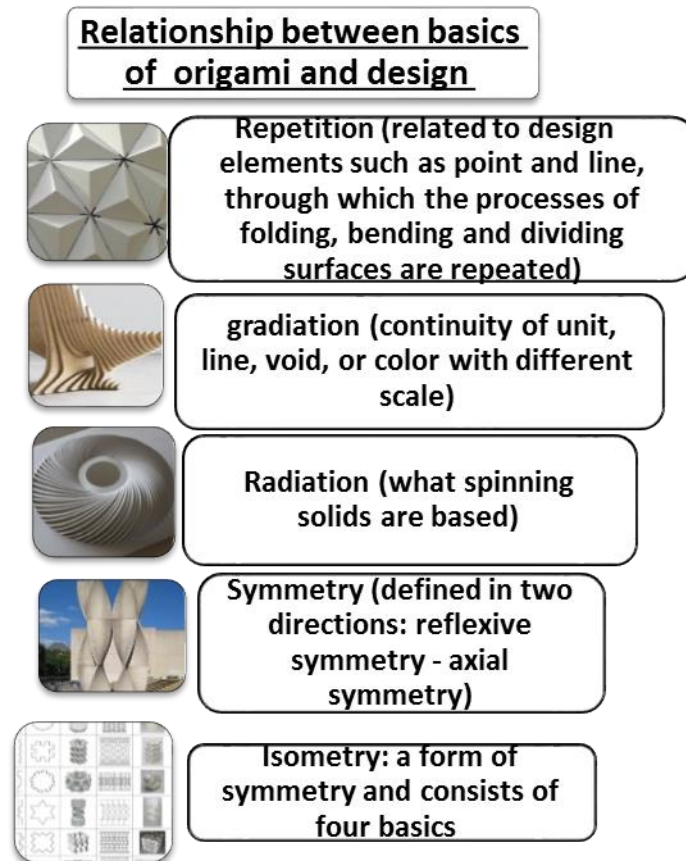 Relationship between basics
of origami and design
Repetition (related to design
elements such as point and line,
through which the processes of
folding, bending and dividing
surfaces are repeated)
gradiation (continuity of unit,
line, void, or color with different
scale)
Radiation (what spinning
solids are based)
Symmetry (defined in two
directions: reflexive
symmetry - axial
symmetry)
Isometry: a form of
symmetry and consists of
four basics